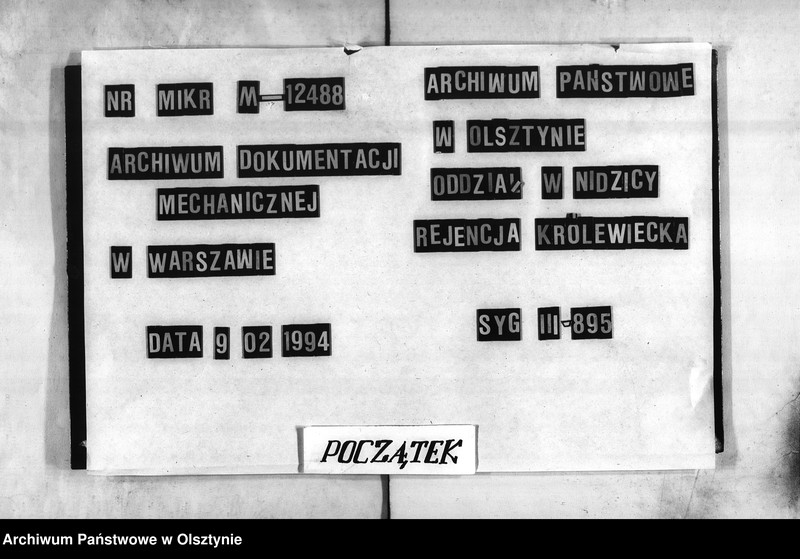 NR MIKR M-12488
ARCHIWUM DOKUMENTACJI
MECHANICZNEJ
W WARSZAWIE
DATA 9 02 1994
ARCHIWUM PAŃSTWOWE
W OLSZTYNIE
ODDZIAŁ W NIDZICY
REJENCJA KRÓLEWIECKA
SYG III-895
POCZĄTEK
Archiwum Państwowe w Olsztynie